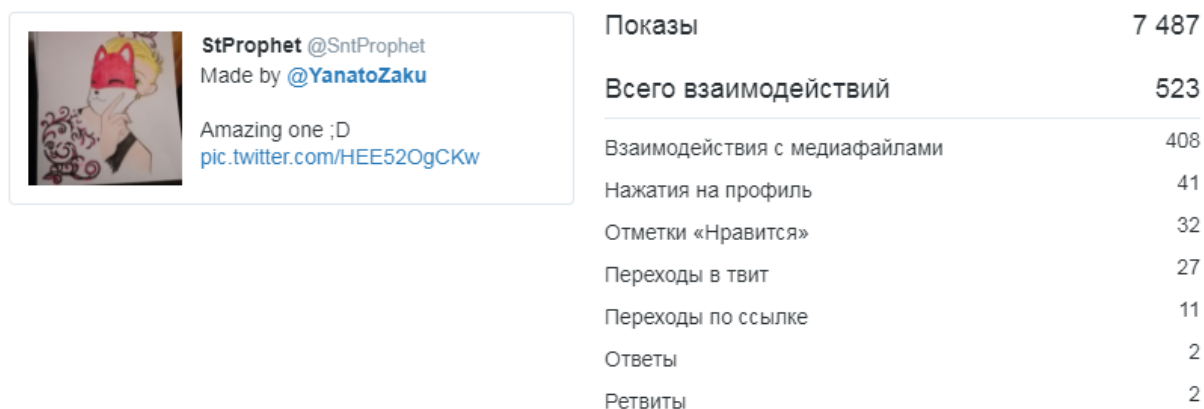 StProphet @SntProphet
Made by @YanatoZaku
Amazing one ;D
pic.twitter.com/HEE52OgCKw
Показы 7 487
Всего взаимодействий 523
Взаимодействия с медиафайлами 408
Нажатия на профиль 41
Отметки «Нравится» 32
Переходы в твит 27
Переходы по ссылке 11
Ответы 2
Ретвиты 2